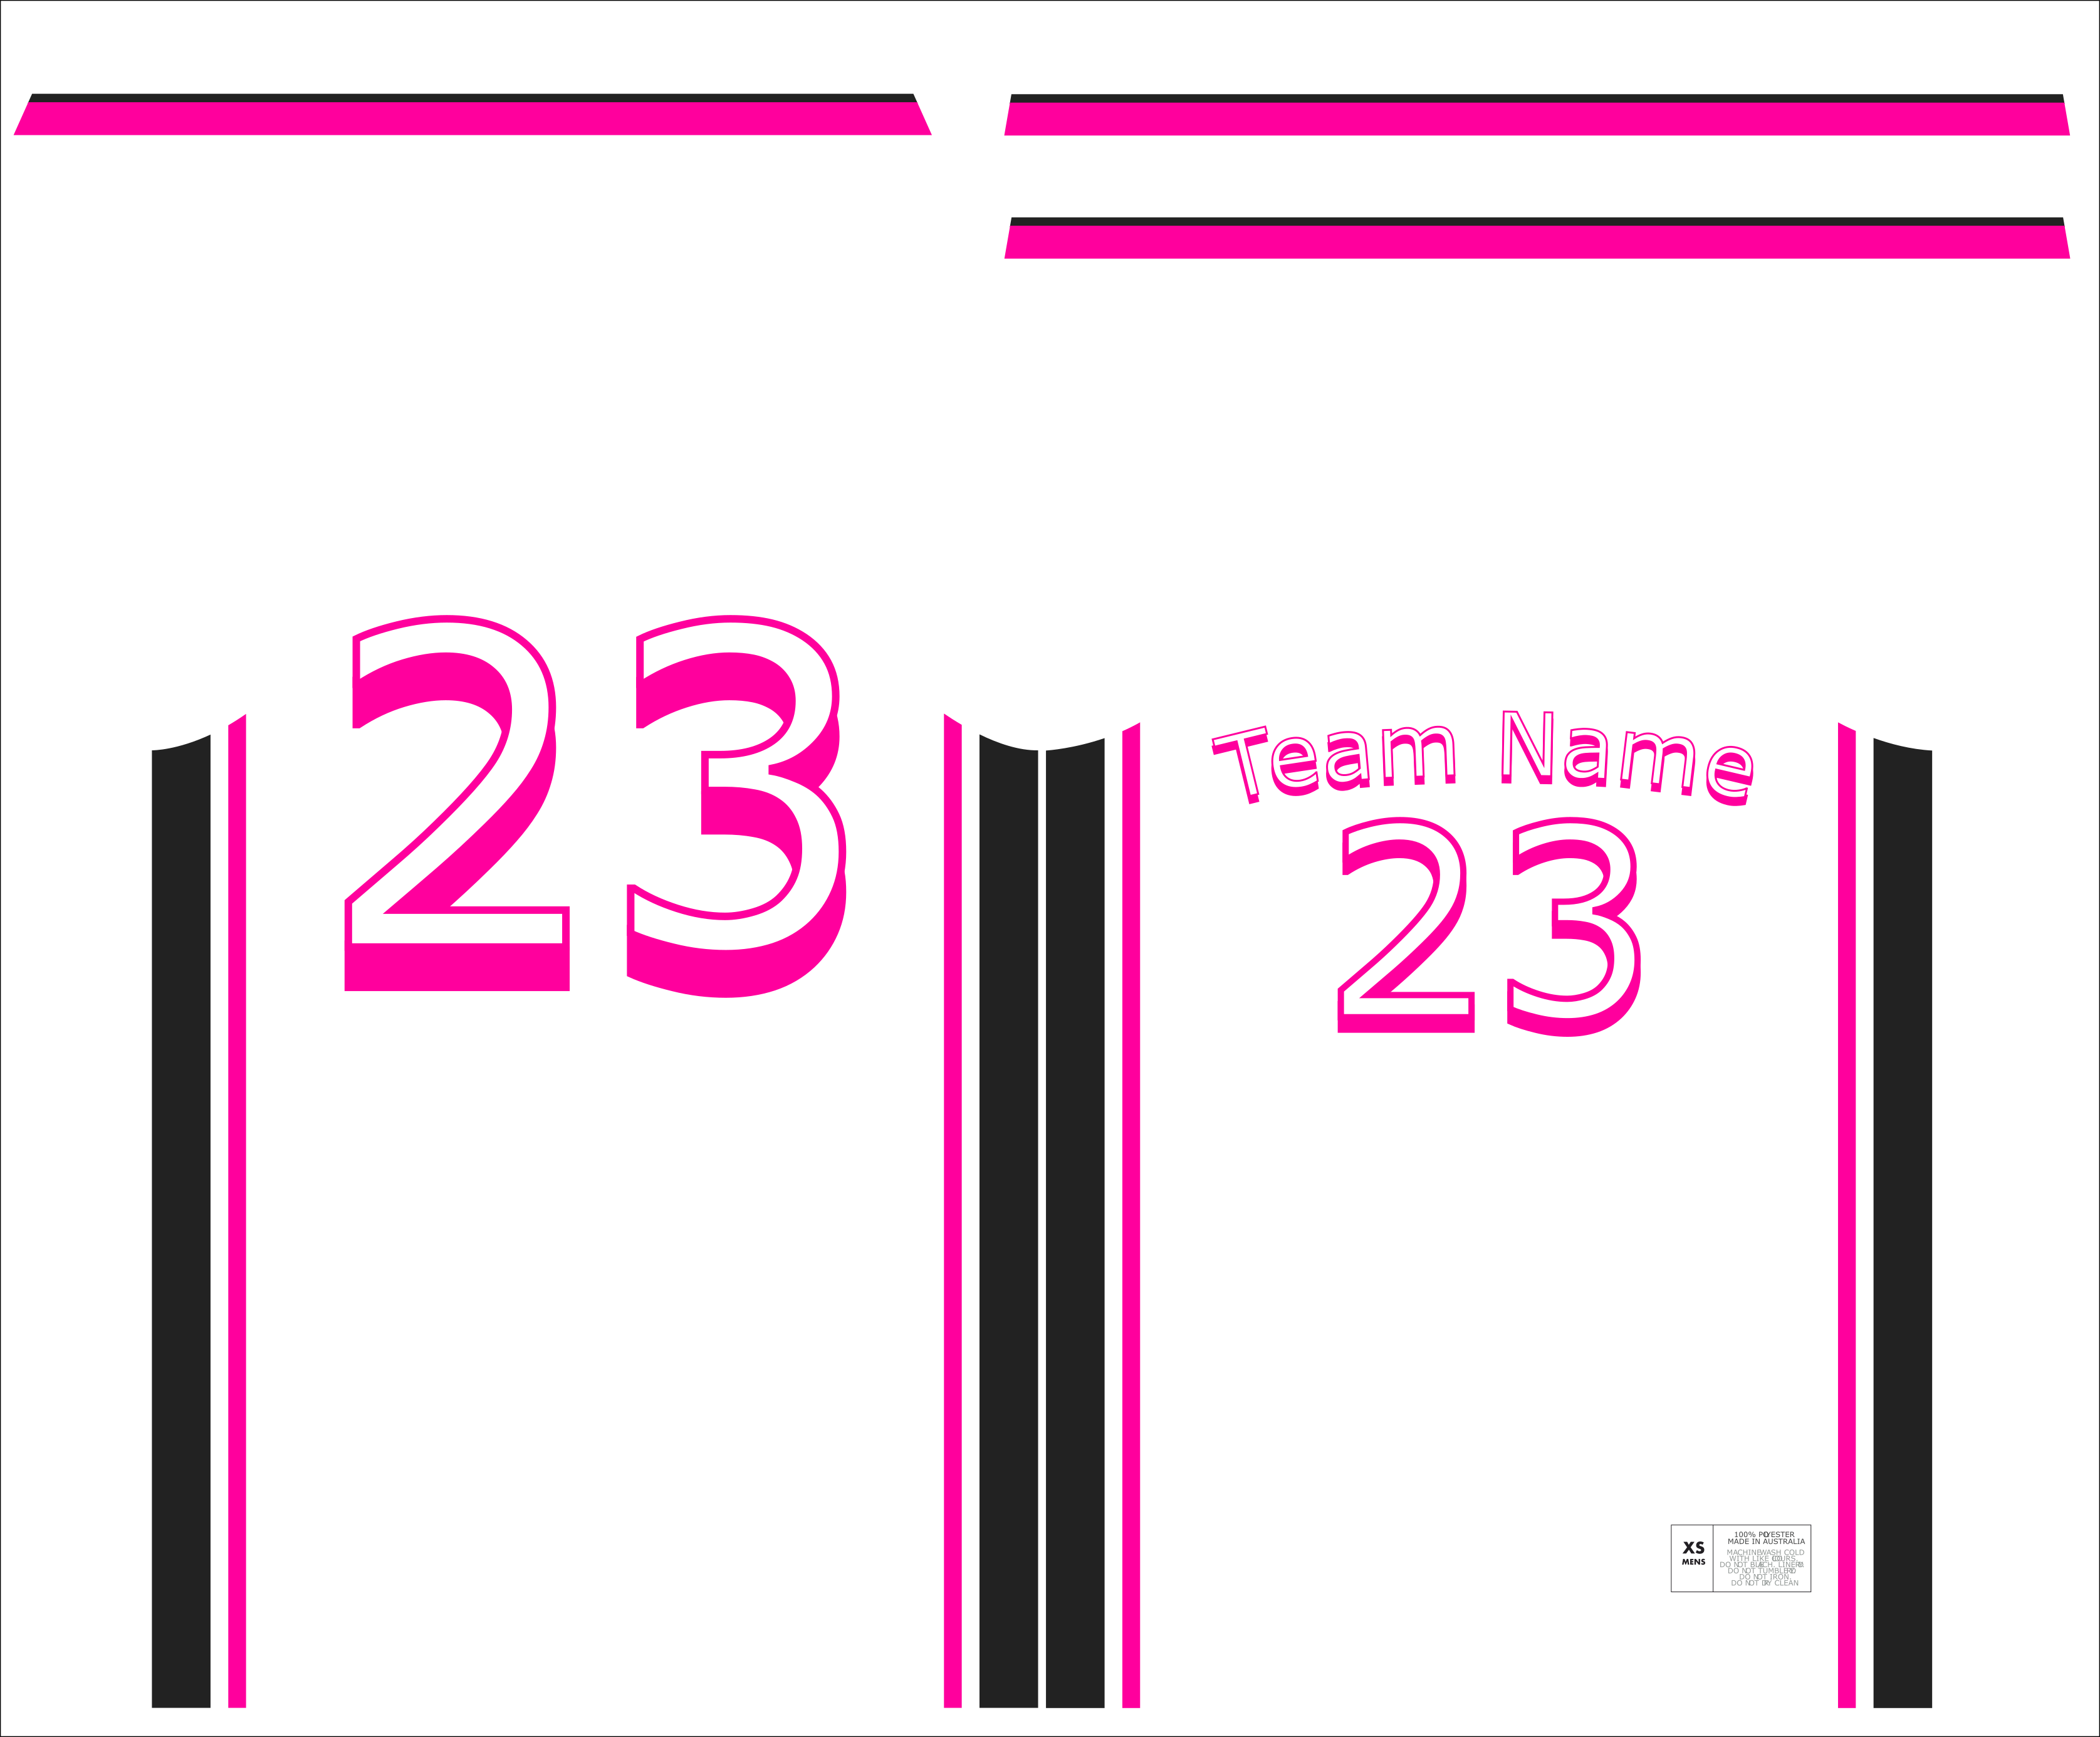 23
Team Name
23
XS
MENS
100% POLYESTER
MADE IN AUSTRALIA
MACHINE WASH COLD
WITH LIKE COLOURS.
DO NOT BLEACH. LINE DRY.
DO NOT TUMBLE DRY.
DO NOT IRON.
DO NOT DRY CLEAN